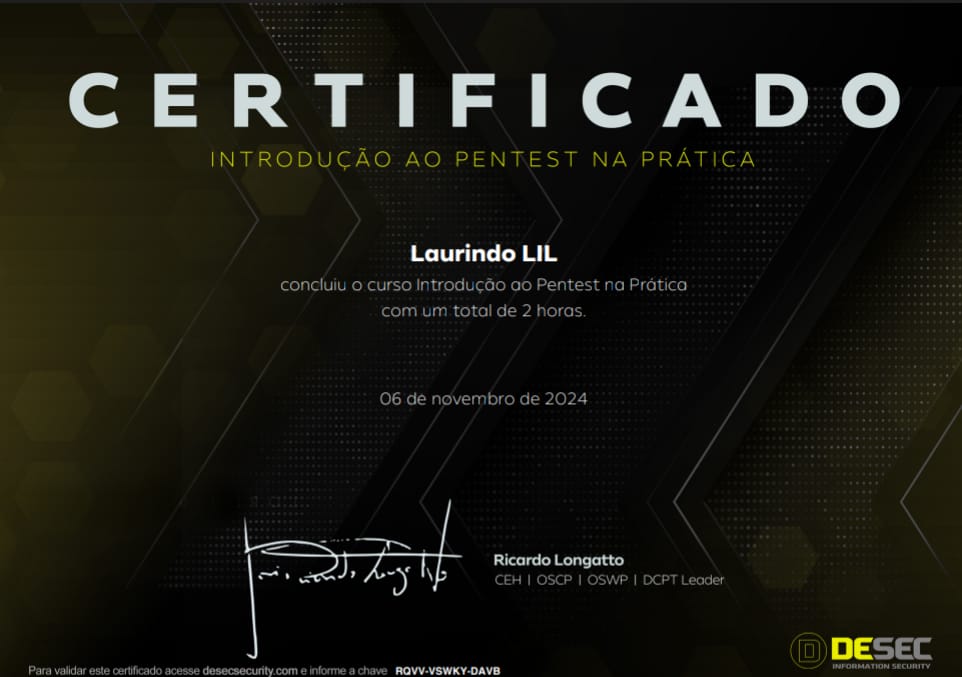 CERTIFICADO
INTRODUÇÃO AO PENTEST NA PRÁTICA
Laurindo LIL
concluiu o curso Introdução ao Pentest na Prática
com um total de 2 horas.
06 de novembro de 2024
Ricardo Longatto
CEH | OSCP | OSWP | DCPT Leader
DESEC
INFORMATION SECURITY
Para validar este certificado acesse desecsecurity.com e informe a chave RQVV-VSWKY-DAVB